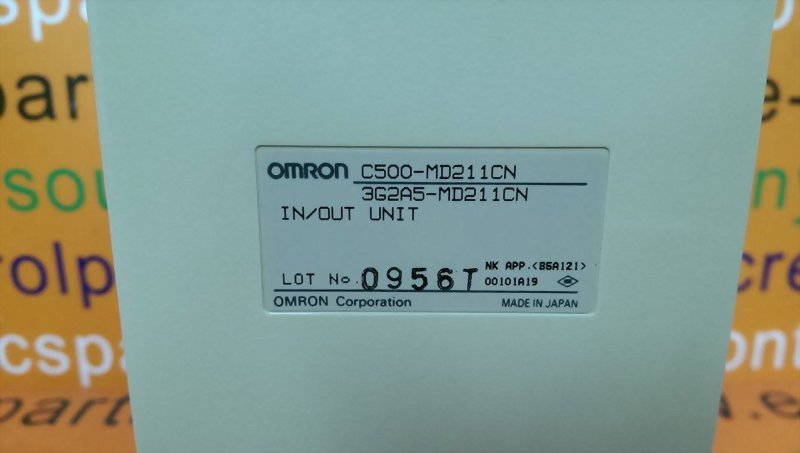 OMRON C500-MD211CN
3G2A5-MD211CN
IN/OUT UNIT
NK APP.<86A121>
LOT No. 0956T 00101A19
OMRON Corporation MADE IN JAPAN